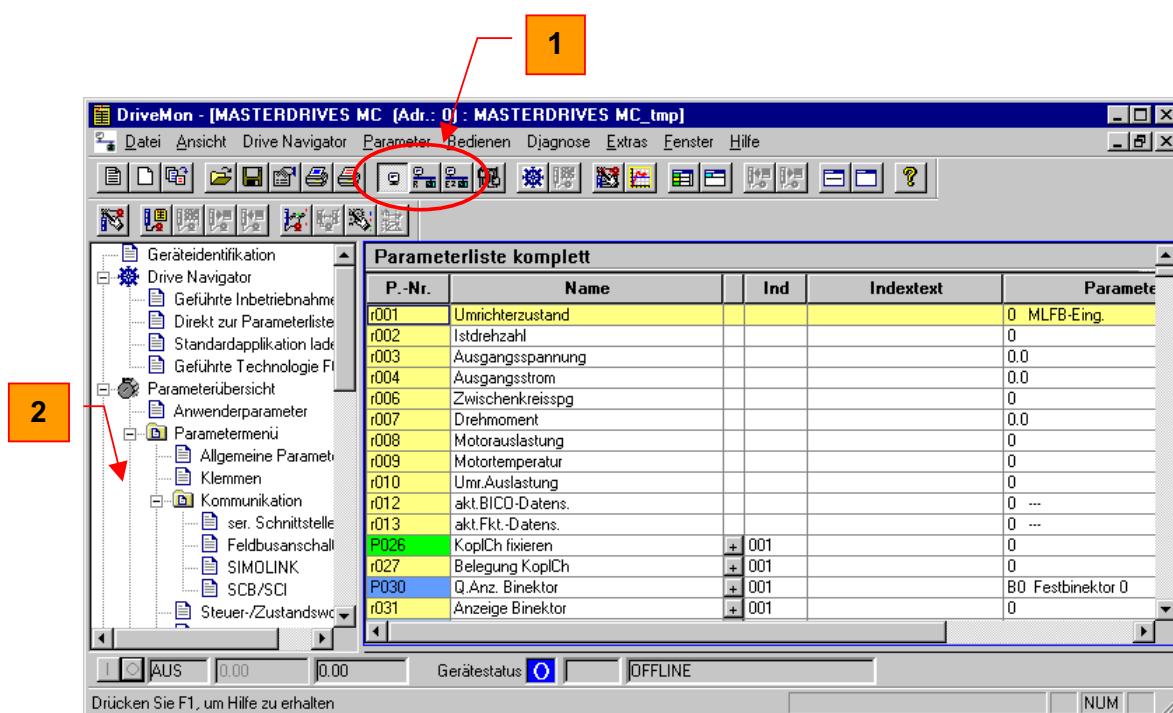 1
DriveMon - [MASTERDRIVES MC (Adr.: 0) : MASTERDRIVES MC_tmp]
Datei Ansicht Drive Navigator Parameter Bedienen Diagnose Extras Fenster Hilfe
Geräteidentifikation
Drive Navigator
Geführte Inbetriebnahme
Direkt zur Parameterliste
Standardapplikation lade
Geführte Technologie F
Parameterübersicht
Anwenderparameter
Parametermenü
Allgemeine Paramet
Klemmen
Kommunikation
ser. Schnittstelle
Feldbusanschal
SIMOLINK
SCB/SCI
Steuer-/Zustandswo
2
Parameterliste komplett
P.-Nr. Name Ind Indextext Paramete
r001 Umrichterzustand 0 MLFB-Eing.
r002 Istdrehzahl 0
r003 Ausgangsspannung 0.0
r004 Ausgangsstrom 0.0
r006 Zwischenkreisspg 0
r007 Drehmoment 0.0
r008 Motorauslastung 0
r009 Motortemperatur 0
r010 Umr.Auslastung 0
r012 akt.BICO-Datens. 0 ---
r013 akt.Fkt.-Datens. 0 ---
P026 KoplCh fixieren + 001 0
r027 Belegung KoplCh + 001 0
P030 Q.Anz. Binektor + 001 B0 Festbinektor 0
r031 Anzeige Binektor + 001 0
AUS 0.00 0.00 Gerätestatus OFFLINE
Drücken Sie F1, um Hilfe zu erhalten NUM